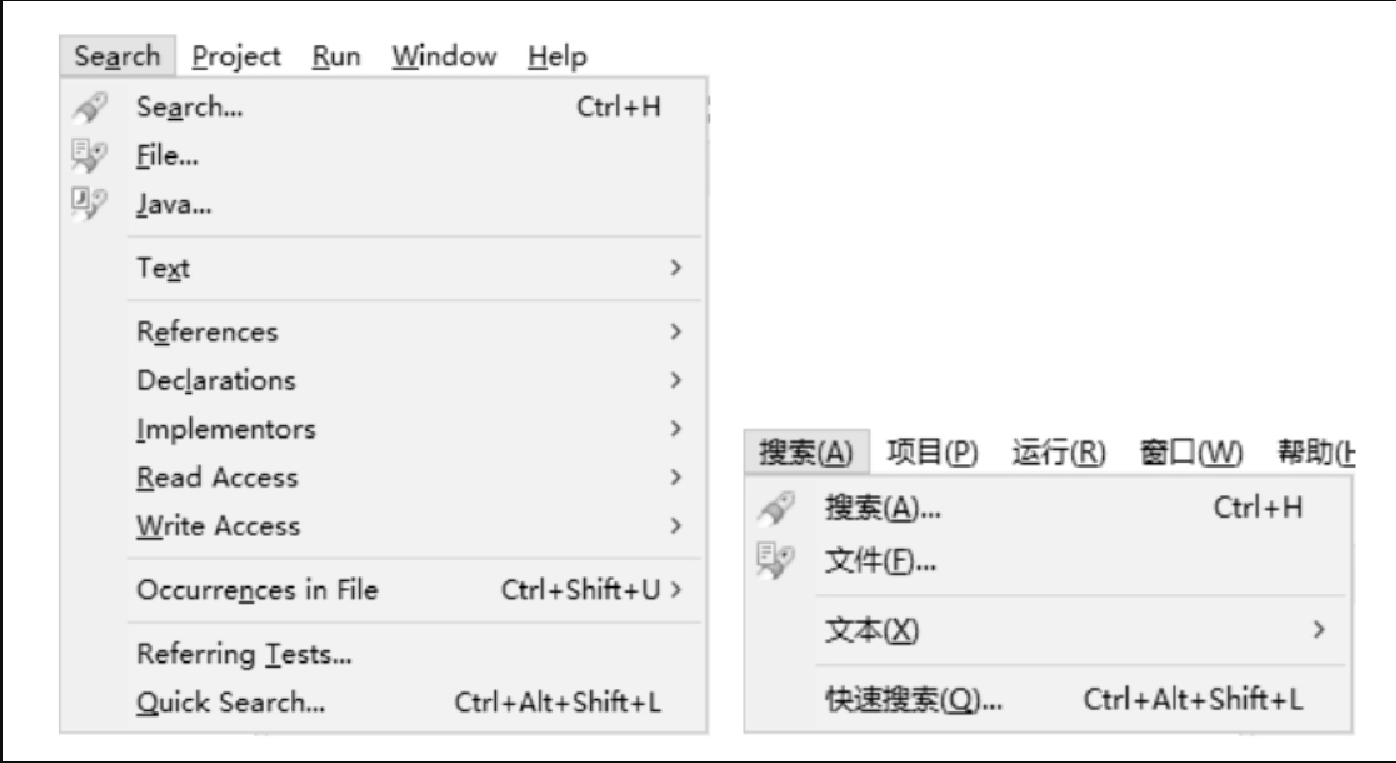 Search Project Run Window Help
Search... Ctrl+H
File...
Java...
Text >
References >
Declarations >
Implementors >
Read Access >
Write Access >
Occurrences in File Ctrl+Shift+U >
Referring Tests...
Quick Search... Ctrl+Alt+Shift+L
搜索(A) 项目(P) 运行(R) 窗口(W) 帮助(H
搜索(A)... Ctrl+H
文件(F)...
文本(X) >
快速搜索(Q)... Ctrl+Alt+Shift+L